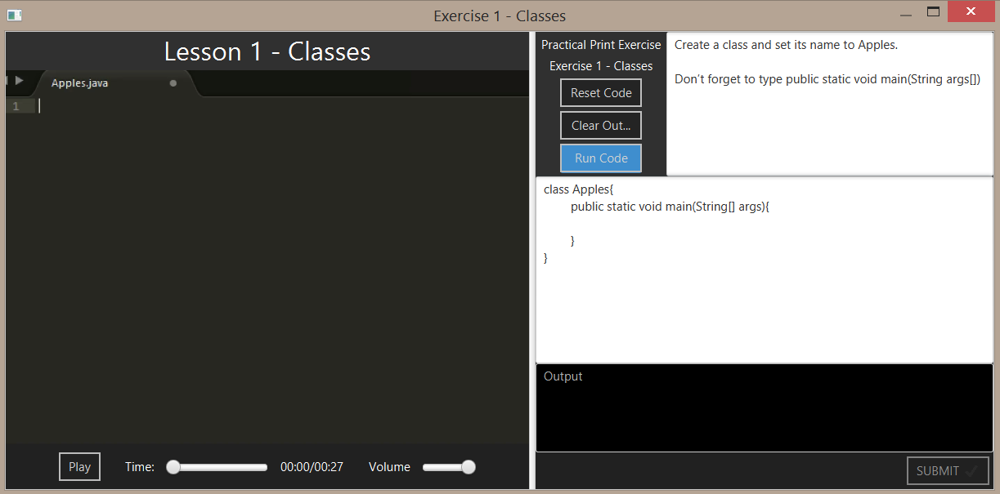 Exercise 1 - Classes
Lesson 1 - Classes
Apples.java
1
Play
Time:
00:00/00:27
Volume
Practical Print Exercise
Exercise 1 - Classes
Reset Code
Clear Out...
Run Code
Create a class and set its name to Apples.
Don't forget to type public static void main(String args[])
class Apples{
public static void main(String[] args){
}
}
Output
SUBMIT